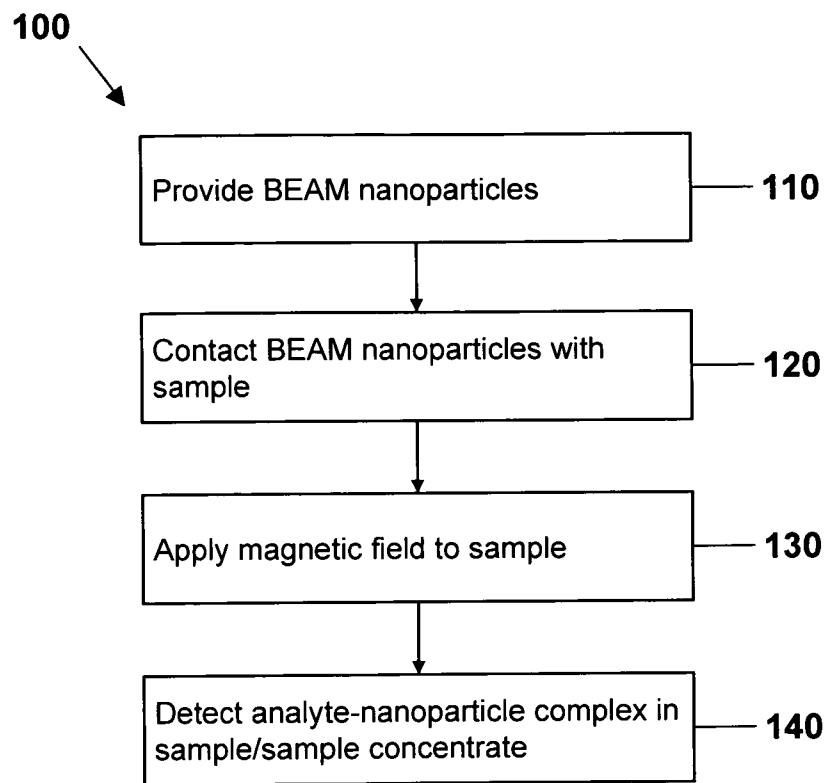 100
Provide BEAM nanoparticles
110
Contact BEAM nanoparticles with
sample
120
Apply magnetic field to sample
130
Detect analyte-nanoparticle complex in
sample/sample concentrate
140